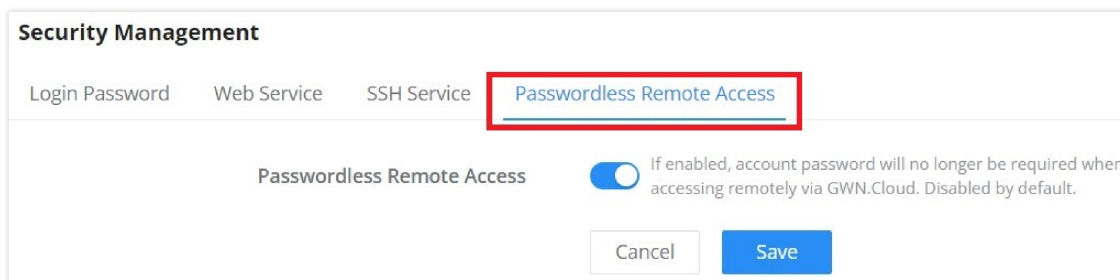 Security Management
Login Password Web Service SSH Service Passwordless Remote Access
Passwordless Remote Access
If enabled, account password will no longer be required when
accessing remotely via GWN.Cloud. Disabled by default.
Cancel Save